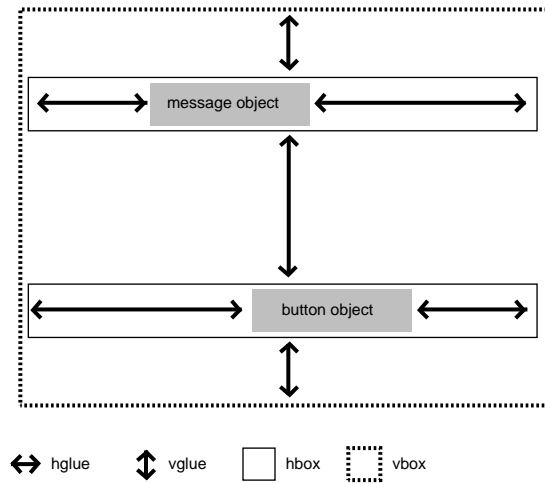 message object
button object
hglue vglue hbox vbox